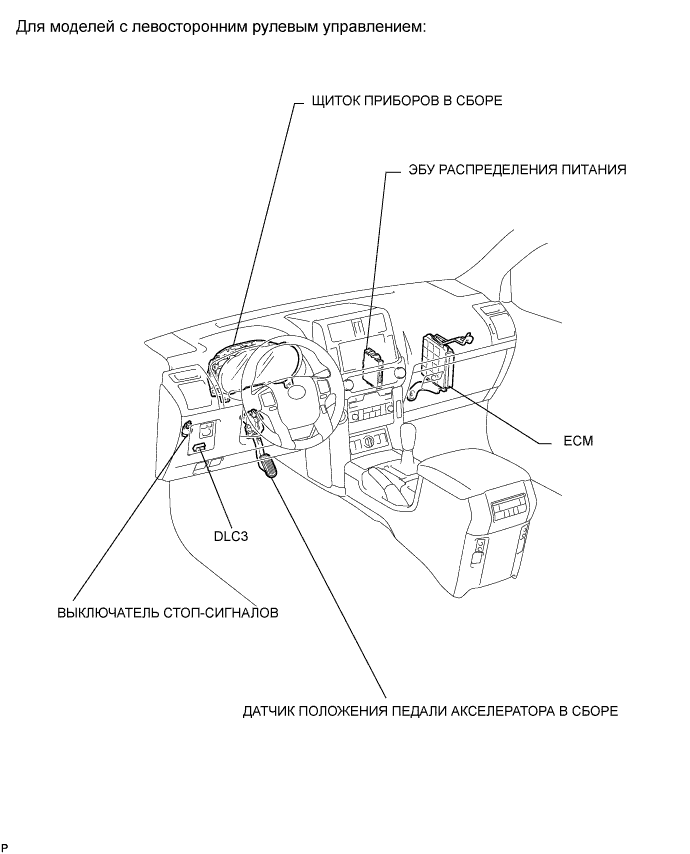 Для моделей с левосторонним рулевым управлением:
ЩИТОК ПРИБОРОВ В СБОРЕ
ЭБУ РАСПРЕДЕЛЕНИЯ ПИТАНИЯ
ECM
DLC3
ВЫКЛЮЧАТЕЛЬ СТОП-СИГНАЛОВ
ДАТЧИК ПОЛОЖЕНИЯ ПЕДАЛИ АКСЕЛЕРАТОРА В СБОРЕ
P